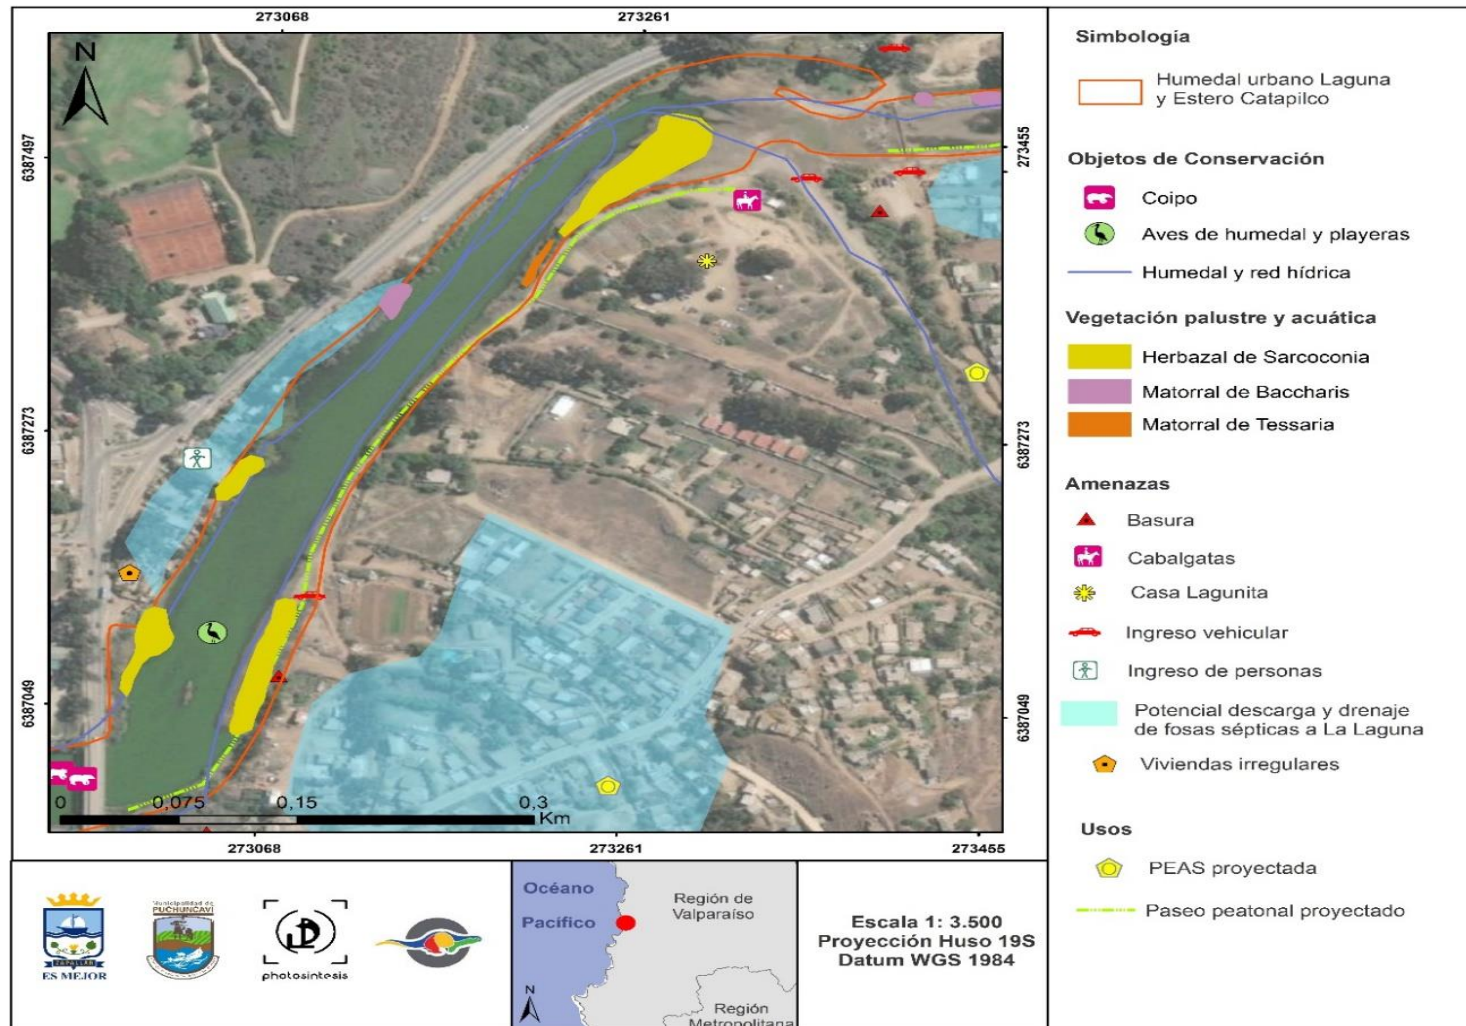 273068
273261
N
6387497
273455
6387273
6387273
6387049
6387049
0
0,075
0,15
0,3
Km
273068
273261
273455
Simbología
Humedal urbano Laguna
y Estero Catapilco
Objetos de Conservación
Coipo
Aves de humedal y playeras
Humedal y red hídrica
Vegetación palustre y acuática
Herbazal de Sarcoconia
Matorral de Baccharis
Matorral de Tessaria
Amenazas
Basura
Cabalgatas
Casa Lagunita
Ingreso vehicular
Ingreso de personas
Potencial descarga y drenaje
de fosas sépticas a La Laguna
Viviendas irregulares
Usos
PEAS proyectada
Paseo peatonal proyectado
ZAPALLAR
ES MEJOR
Municipalidad de
PUCHUNCAVÍ
photosintesis
Océano
Pacífico
Región de
Valparaíso
N
Región
Metropolitana
Escala 1: 3.500
Proyección Huso 19S
Datum WGS 1984